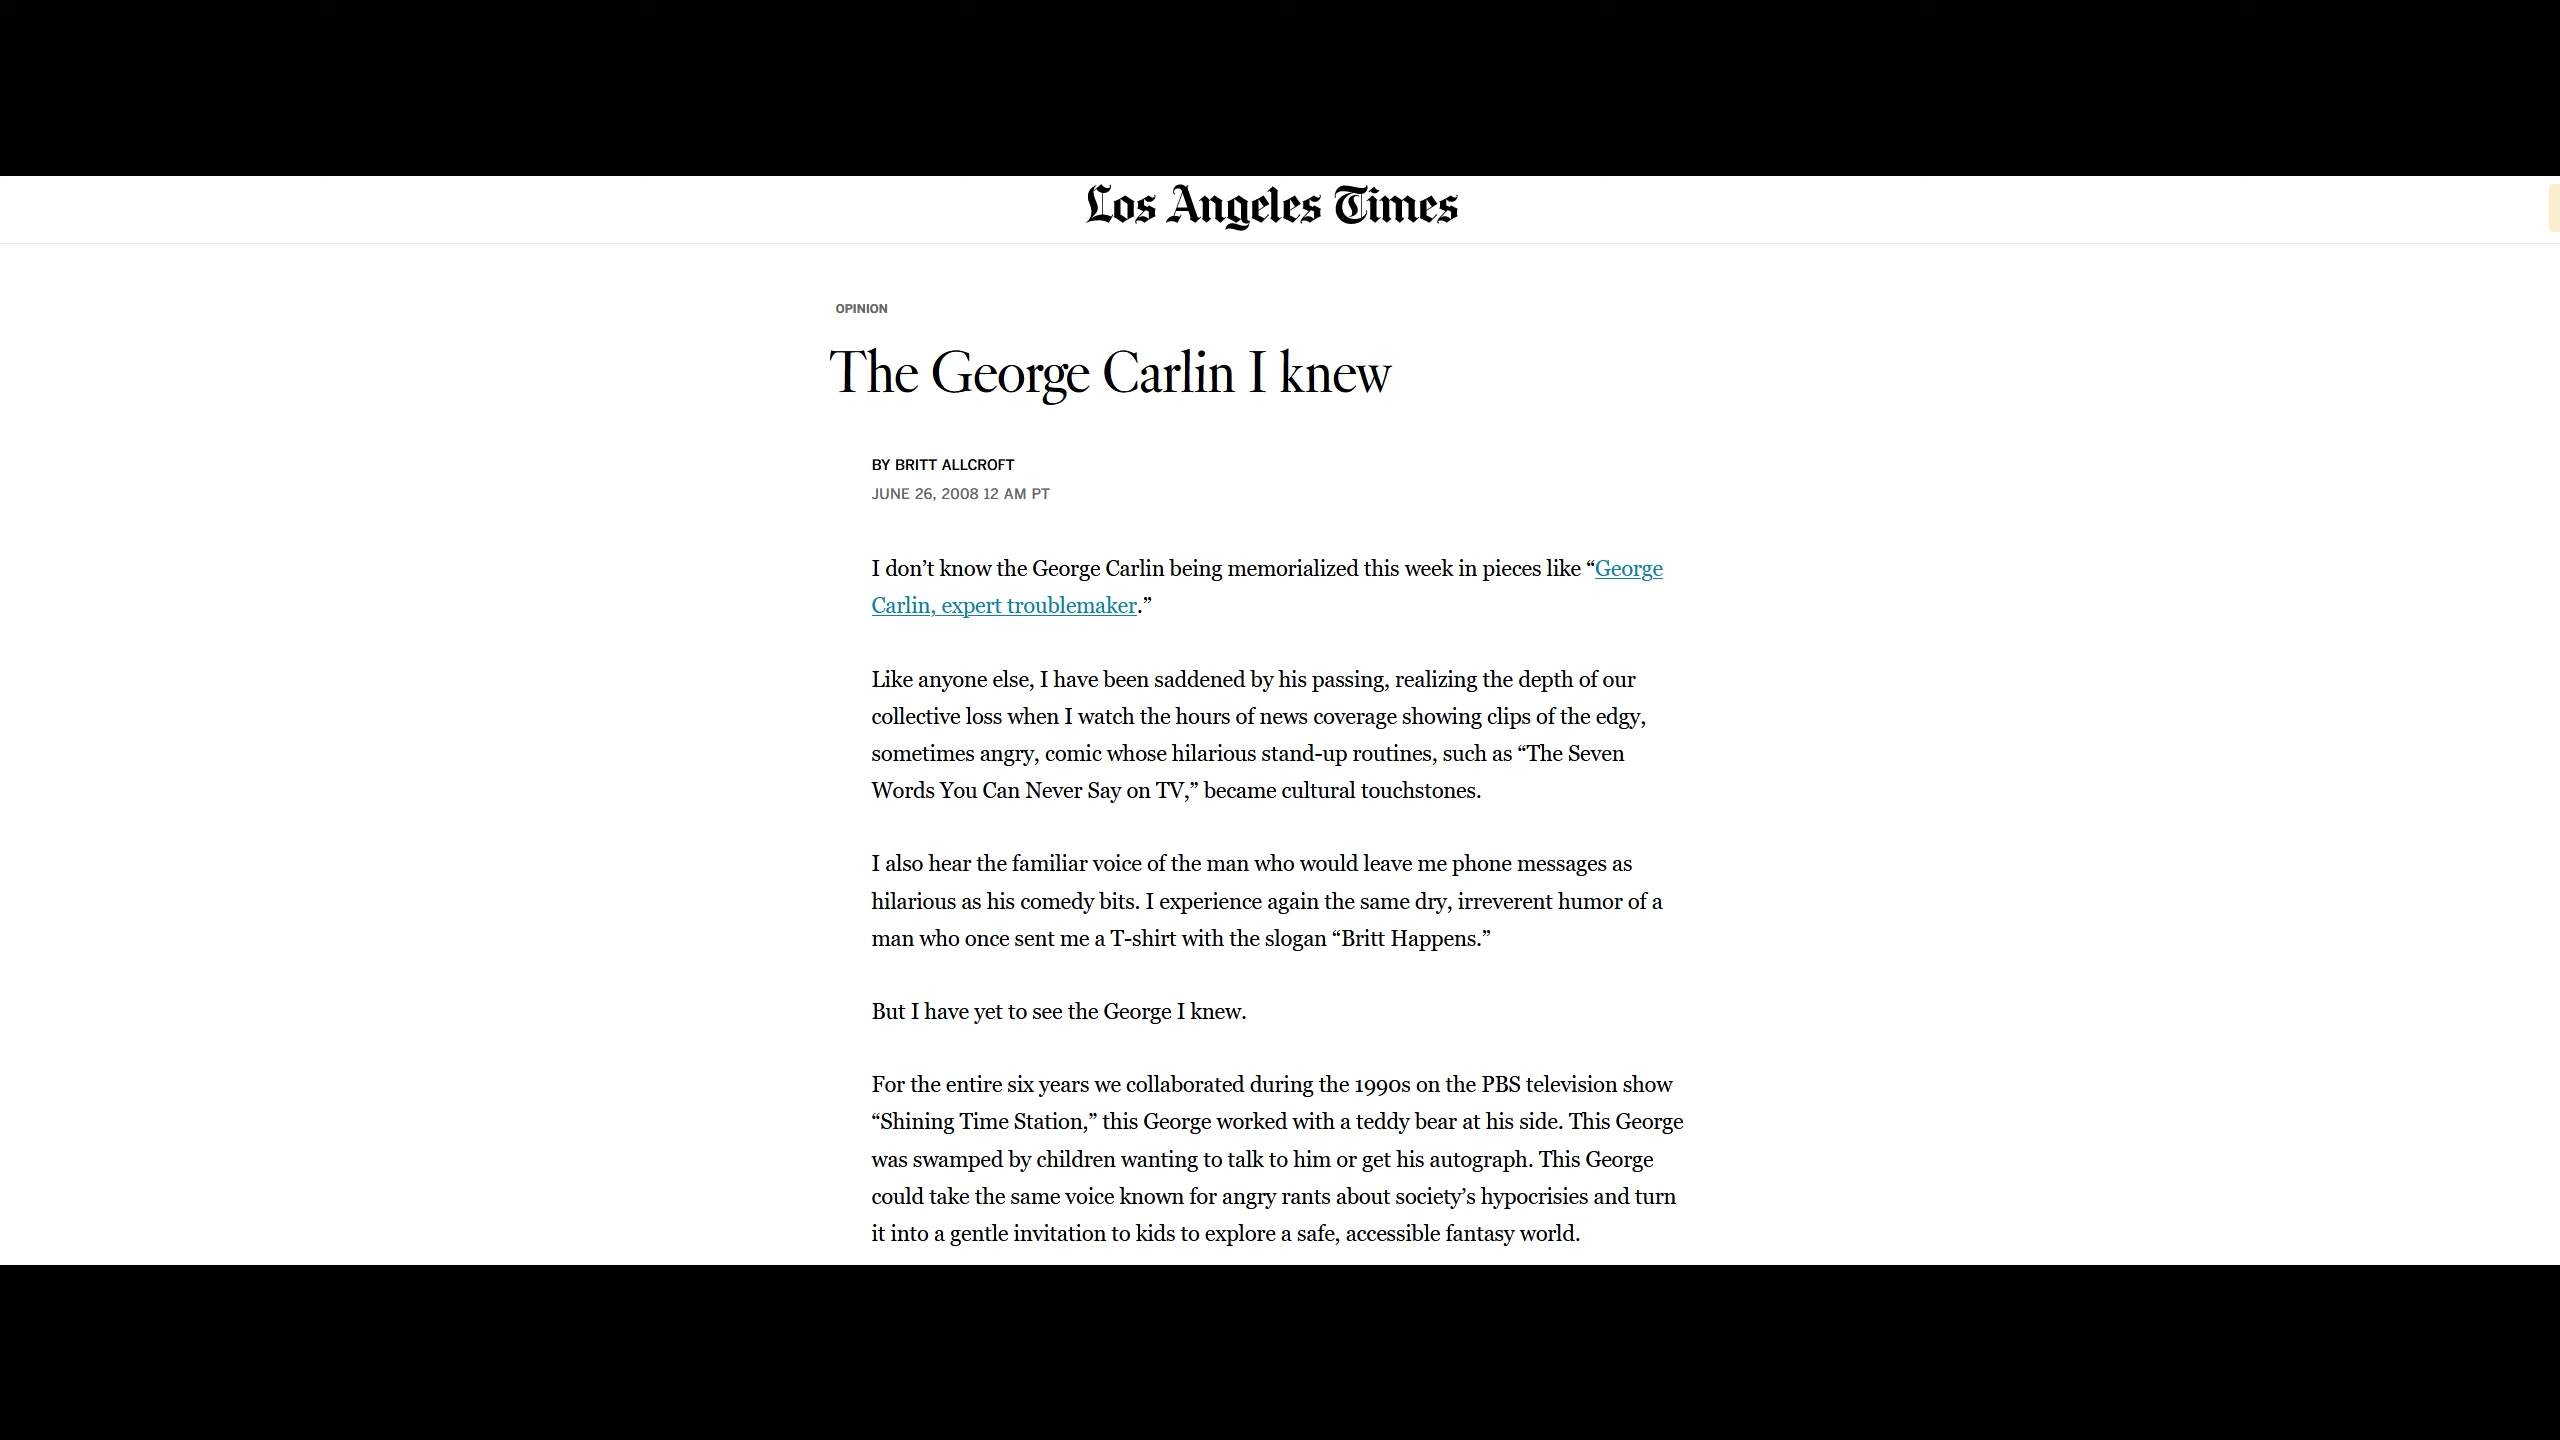 Los Angeles Times
OPINION
The George Carlin I knew
BY BRITT ALLCROFT
JUNE 26, 2008 12 AM PT
I don’t know the George Carlin being memorialized this week in pieces like “George
Carlin, expert troublemaker.”
Like anyone else, I have been saddened by his passing, realizing the depth of our
collective loss when I watch the hours of news coverage showing clips of the edgy,
sometimes angry, comic whose hilarious stand-up routines, such as “The Seven
Words You Can Never Say on TV,” became cultural touchstones.
I also hear the familiar voice of the man who would leave me phone messages as
hilarious as his comedy bits. I experience again the same dry, irreverent humor of a
man who once sent me a T-shirt with the slogan “Britt Happens.”
But I have yet to see the George I knew.
For the entire six years we collaborated during the 1990s on the PBS television show
“Shining Time Station,” this George worked with a teddy bear at his side. This George
was swamped by children wanting to talk to him or get his autograph. This George
could take the same voice known for angry rants about society’s hypocrisies and turn
it into a gentle invitation to kids to explore a safe, accessible fantasy world.